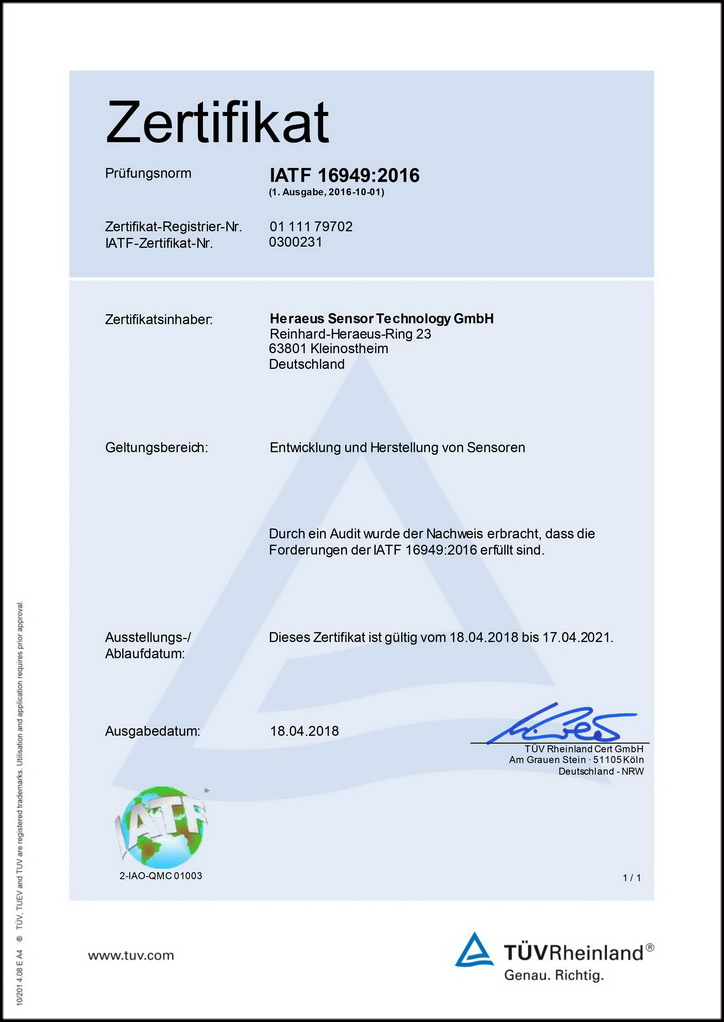 Zertifikat
Prüfungsnorm
IATF 16949:2016
(1. Ausgabe, 2016-10-01)
Zertifikat-Registrier-Nr.
01 111 79702
IATF-Zertifikat-Nr.
0300231
Zertifikatsinhaber:
Heraeus Sensor Technology GmbH
Reinhard-Heraeus-Ring 23
63801 Kleinostheim
Deutschland
Geltungsbereich:
Entwicklung und Herstellung von Sensoren
Durch ein Audit wurde der Nachweis erbracht, dass die
Forderungen der IATF 16949:2016 erfüllt sind.
Ausstellungs-/
Ablaufdatum:
Dieses Zertifikat ist gültig vom 18.04.2018 bis 17.04.2021.
Ausgabedatum:
18.04.2018
TÜV Rheinland Cert GmbH
Am Grauen Stein · 51105 Köln
Deutschland - NRW
IATF
2-IAO-QMC 01003
1 / 1
www.tuv.com
TÜVRheinland®
Genau. Richtig.
10/201 4.08 E A4 ® TÜV, TUEV and TUV are registered trademarks. Utilisation and application requires prior approval.